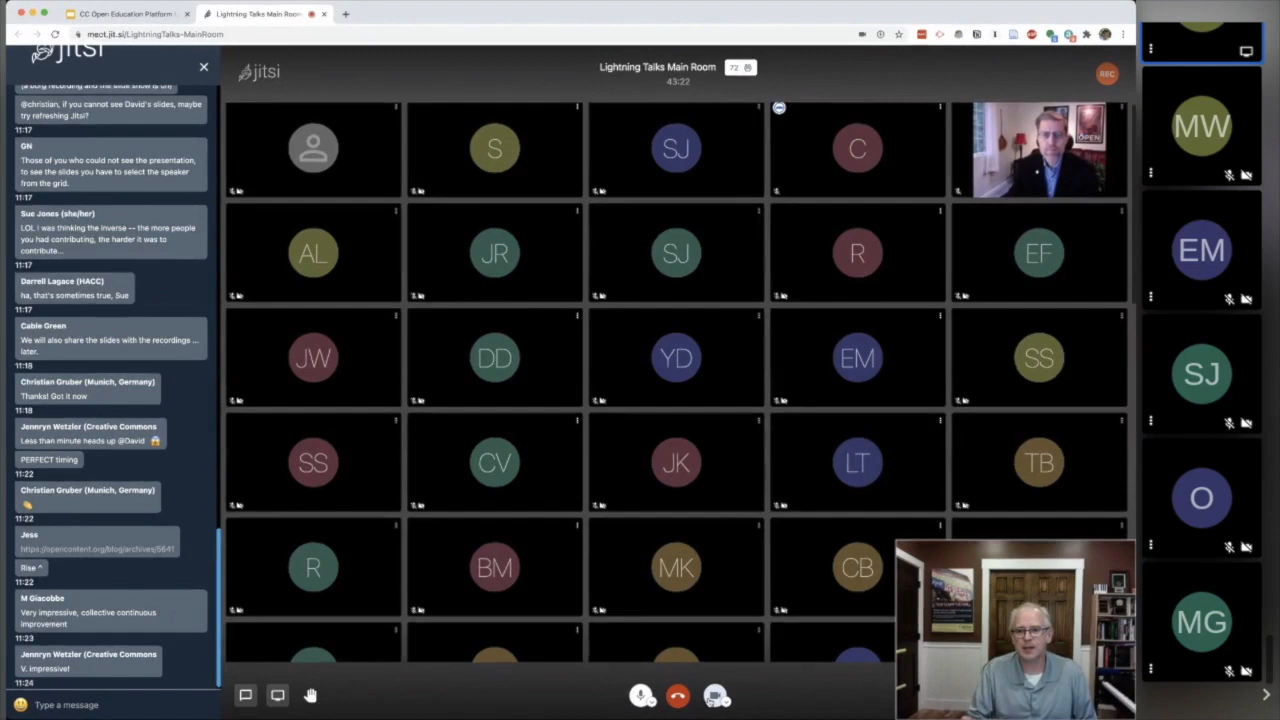 CC Open Education Platform
Lightning Talks Main Room
meet.jit.si/LightningTalks-MainRoom
jitsi
@christian, if you cannot see David's slides, maybe
try refreshing Jitsi?
11:17
GN
Those of you who could not see the presentation,
to see the slides you have to select the speaker
from the grid.
11:17
Sue Jones (she/her)
LOL I was thinking the inverse -- the more people
you had contributing, the harder it was to
contribute...
11:17
Darrell Lagace (HACC)
ha, that's sometimes true, Sue
11:17
Cable Green
We will also share the slides with the recordings ...
later.
11:18
Christian Gruber (Munich, Germany)
Thanks! Got it now
11:18
Jennryn Wetzler (Creative Commons
Less than minute heads up @David 😱
PERFECT timing
11:22
Christian Gruber (Munich, Germany)
11:22
Jess
https://opencontent.org/blog/archives/5641
Rise ^
11:22
M Giacobbe
Very impressive, collective continuous
improvement
11:23
Jennryn Wetzler (Creative Commons
V. impressive!
11:24
Type a message
jitsi
Lightning Talks Main Room
72
43:22
REC
S
SJ
C
OPEN
AL
JR
SJ
R
EF
JW
DD
YD
EM
SS
SS
CV
JK
LT
TB
R
BM
MK
CB
MW
EM
SJ
O
MG